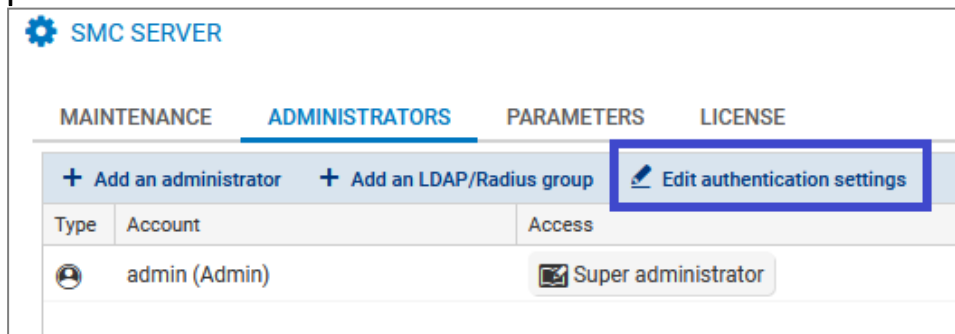 SMC SERVER
MAINTENANCE ADMINISTRATORS PARAMETERS LICENSE
+ Add an administrator + Add an LDAP/Radius group Edit authentication settings
Type Account Access
admin (Admin) Super administrator